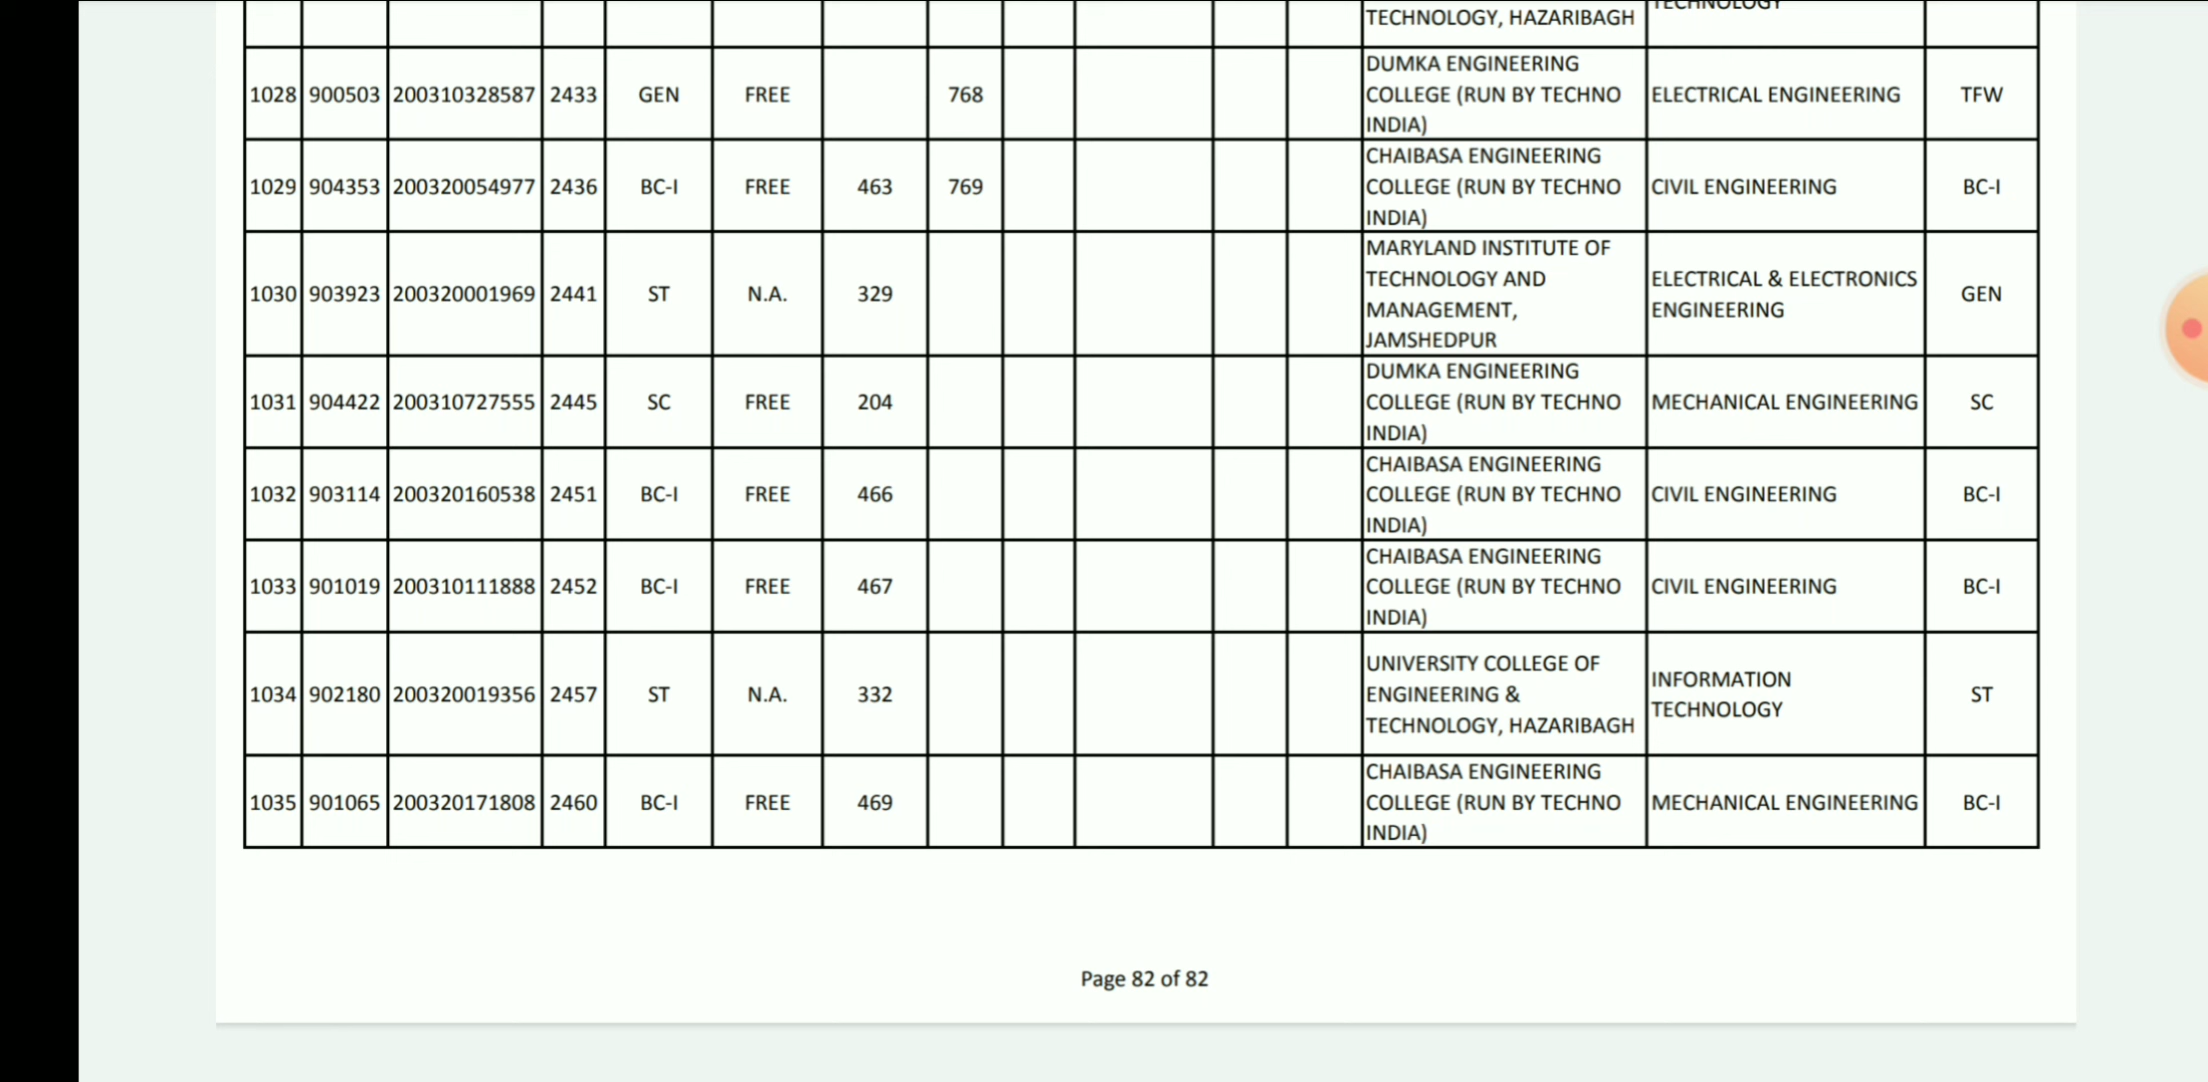 TECHNOLOGY, HAZARIBAGH TECHNOLOGY
DUMKA ENGINEERING
1028 900503 200310328587 2433 GEN FREE 768 COLLEGE (RUN BY TECHNO ELECTRICAL ENGINEERING TFW
INDIA)
CHAIBASA ENGINEERING
1029 904353 200320054977 2436 BC-I FREE 463 769 COLLEGE (RUN BY TECHNO CIVIL ENGINEERING BC-I
INDIA)
MARYLAND INSTITUTE OF
TECHNOLOGY AND ELECTRICAL & ELECTRONICS
1030 903923 200320001969 2441 ST N.A. 329 GEN
MANAGEMENT, ENGINEERING
JAMSHEDPUR
DUMKA ENGINEERING
1031 904422 200310727555 2445 SC FREE 204 COLLEGE (RUN BY TECHNO MECHANICAL ENGINEERING SC
INDIA)
CHAIBASA ENGINEERING
1032 903114 200320160538 2451 BC-I FREE 466 COLLEGE (RUN BY TECHNO CIVIL ENGINEERING BC-I
INDIA)
CHAIBASA ENGINEERING
1033 901019 200310111888 2452 BC-I FREE 467 COLLEGE (RUN BY TECHNO CIVIL ENGINEERING BC-I
INDIA)
UNIVERSITY COLLEGE OF INFORMATION
1034 902180 200320019356 2457 ST N.A. 332 ENGINEERING & ST
TECHNOLOGY, HAZARIBAGH TECHNOLOGY
CHAIBASA ENGINEERING
1035 901065 200320171808 2460 BC-I FREE 469 COLLEGE (RUN BY TECHNO MECHANICAL ENGINEERING BC-I
INDIA)
Page 82 of 82